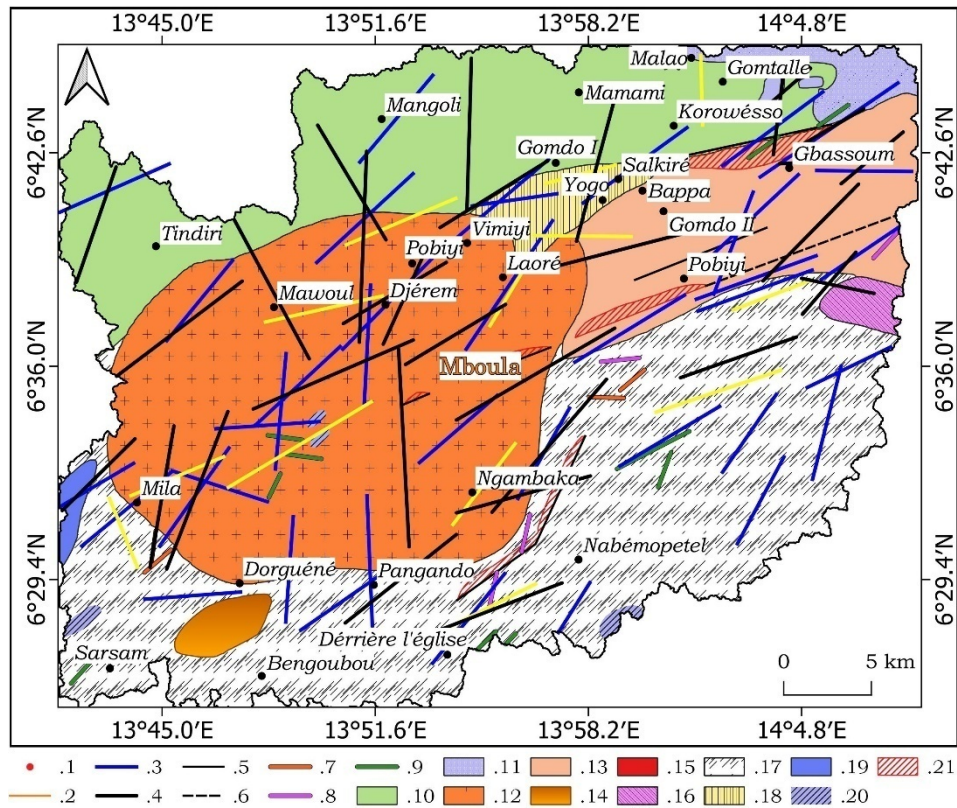 13°45.0′E 13°51.6′E 13°58.2′E 14°4.8′E
Malao
Gomtalle
Mamami
Mangoli
Korowésso
6°42.6′N
6°42.6′N
Gomdo I
Salkiré
Gbassoum
Yogo
Bappa
Tindiri
Vimiyi
Gomdo II
Pobiyi
Laoré
Pobiyi
Mawoul
Djérem
6°36.0′N
Mboula
6°36.0′N
Mila
Ngambaka
Nabémopetel
6°29.4′N
6°29.4′N
Dorguéné
Pangando
Dérrière l'église
Sarsam
Bengoubou
0 5 km
13°45.0′E 13°51.6′E 13°58.2′E 14°4.8′E
.1 .3 .5 .7 .9 .11 .13 .15 .17 .19 .21
.2 .4 .6 .8 .10 .12 .14 .16 .18 .20